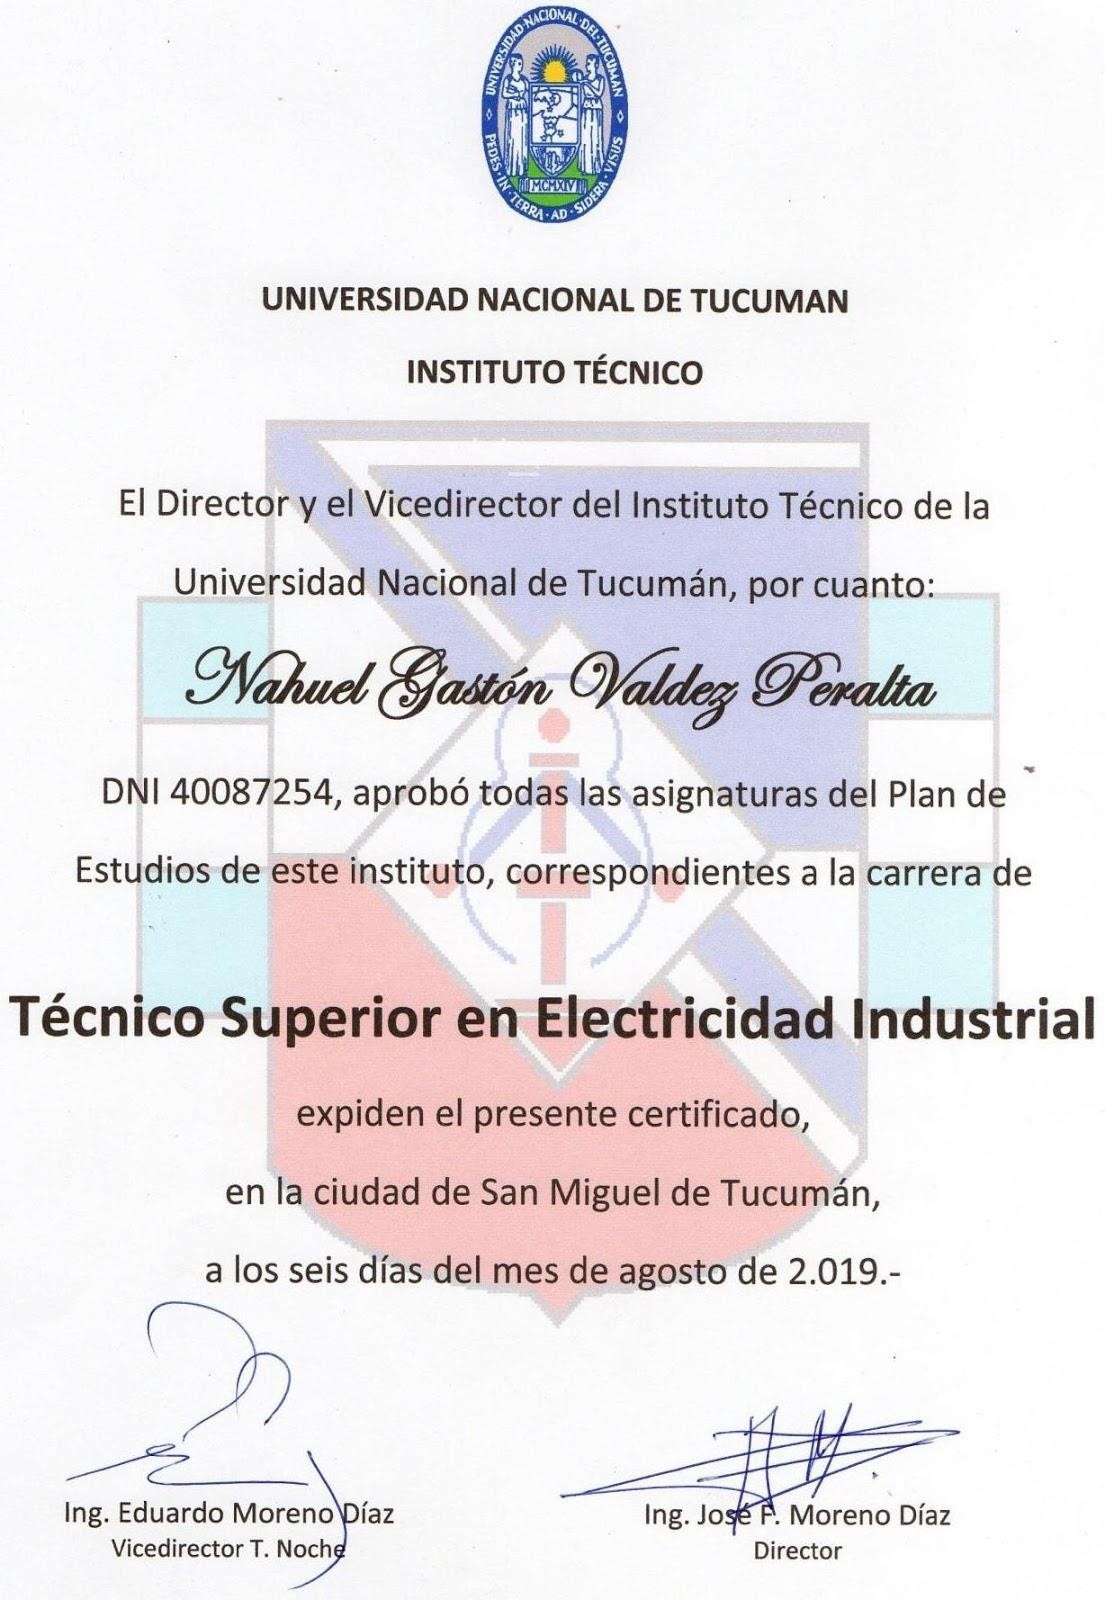 UNIVERSIDAD·NACIONAL·DEL·TUCUMAN
PEDES·IN·TERRA·AD·SIDERA·VISUS
MCMXIV
UNIVERSIDAD NACIONAL DE TUCUMAN
INSTITUTO TÉCNICO
El Director y el Vicedirector del Instituto Técnico de la
Universidad Nacional de Tucumán, por cuanto:
Nahuel Gastón Valdez Peralta
DNI 40087254, aprobó todas las asignaturas del Plan de
Estudios de este instituto, correspondientes a la carrera de
Técnico Superior en Electricidad Industrial
expiden el presente certificado,
en la ciudad de San Miguel de Tucumán,
a los seis días del mes de agosto de 2.019.-
Ing. Eduardo Moreno Díaz
Vicedirector T. Noche
Ing. José F. Moreno Díaz
Director